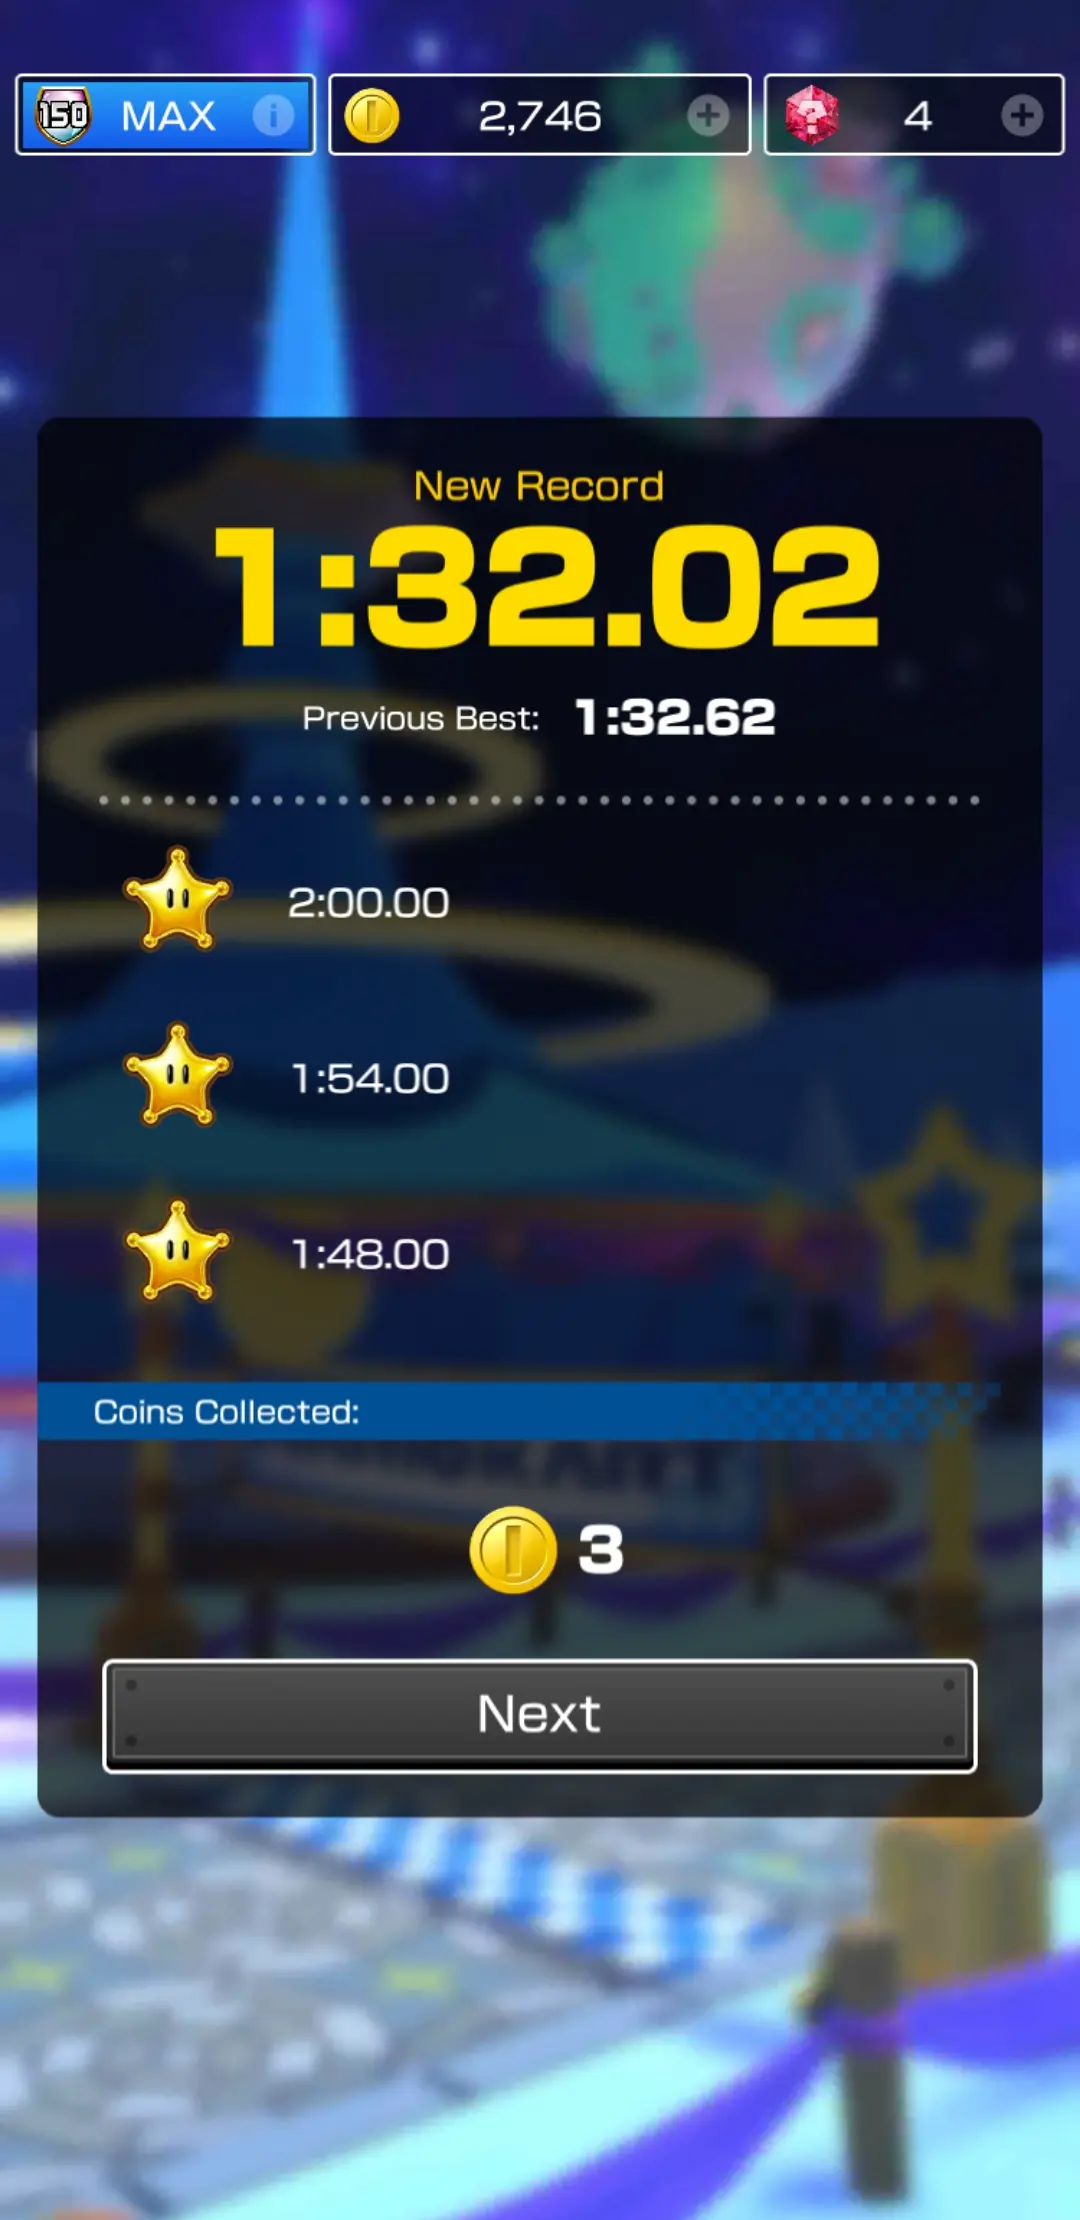 150 MAX i 2,746 + ? 4 +
New Record
1:32.02
Previous Best: 1:32.62
2:00.00
1:54.00
1:48.00
Coins Collected:
3
Next